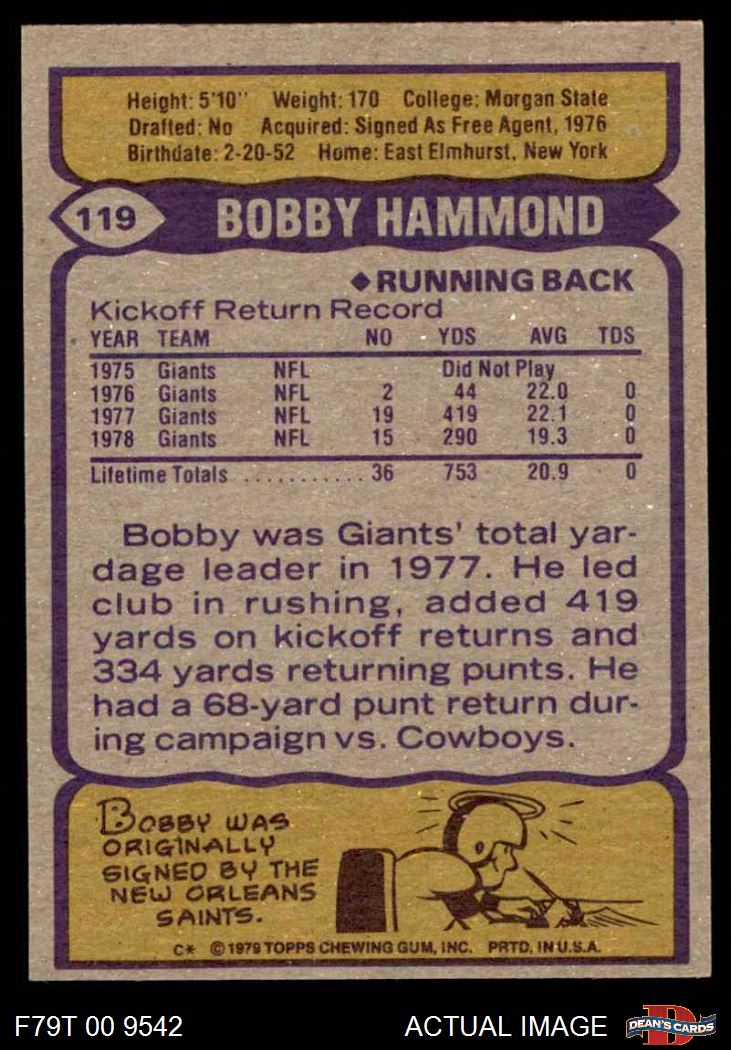 Height: 5'10" Weight: 170 College: Morgan State
Drafted: No Acquired: Signed As Free Agent, 1976
Birthdate: 2-20-52 Home: East Elmhurst, New York
119 BOBBY HAMMOND
◆RUNNING BACK
Kickoff Return Record
YEAR TEAM NO YDS AVG TDS
1975 Giants NFL Did Not Play
1976 Giants NFL 2 44 22.0 0
1977 Giants NFL 19 419 22.1 0
1978 Giants NFL 15 290 19.3 0
Lifetime Totals ........... 36 753 20.9 0
Bobby was Giants' total yar-
dage leader in 1977. He led
club in rushing, added 419
yards on kickoff returns and
334 yards returning punts. He
had a 68-yard punt return dur-
ing campaign vs. Cowboys.
BOBBY WAS
ORIGINALLY
SIGNED BY THE
NEW ORLEANS
SAINTS.
C* © 1979 TOPPS CHEWING GUM, INC. PRTD. IN U.S.A.
F79T 00 9542 ACTUAL IMAGE D DEAN'S CARDS